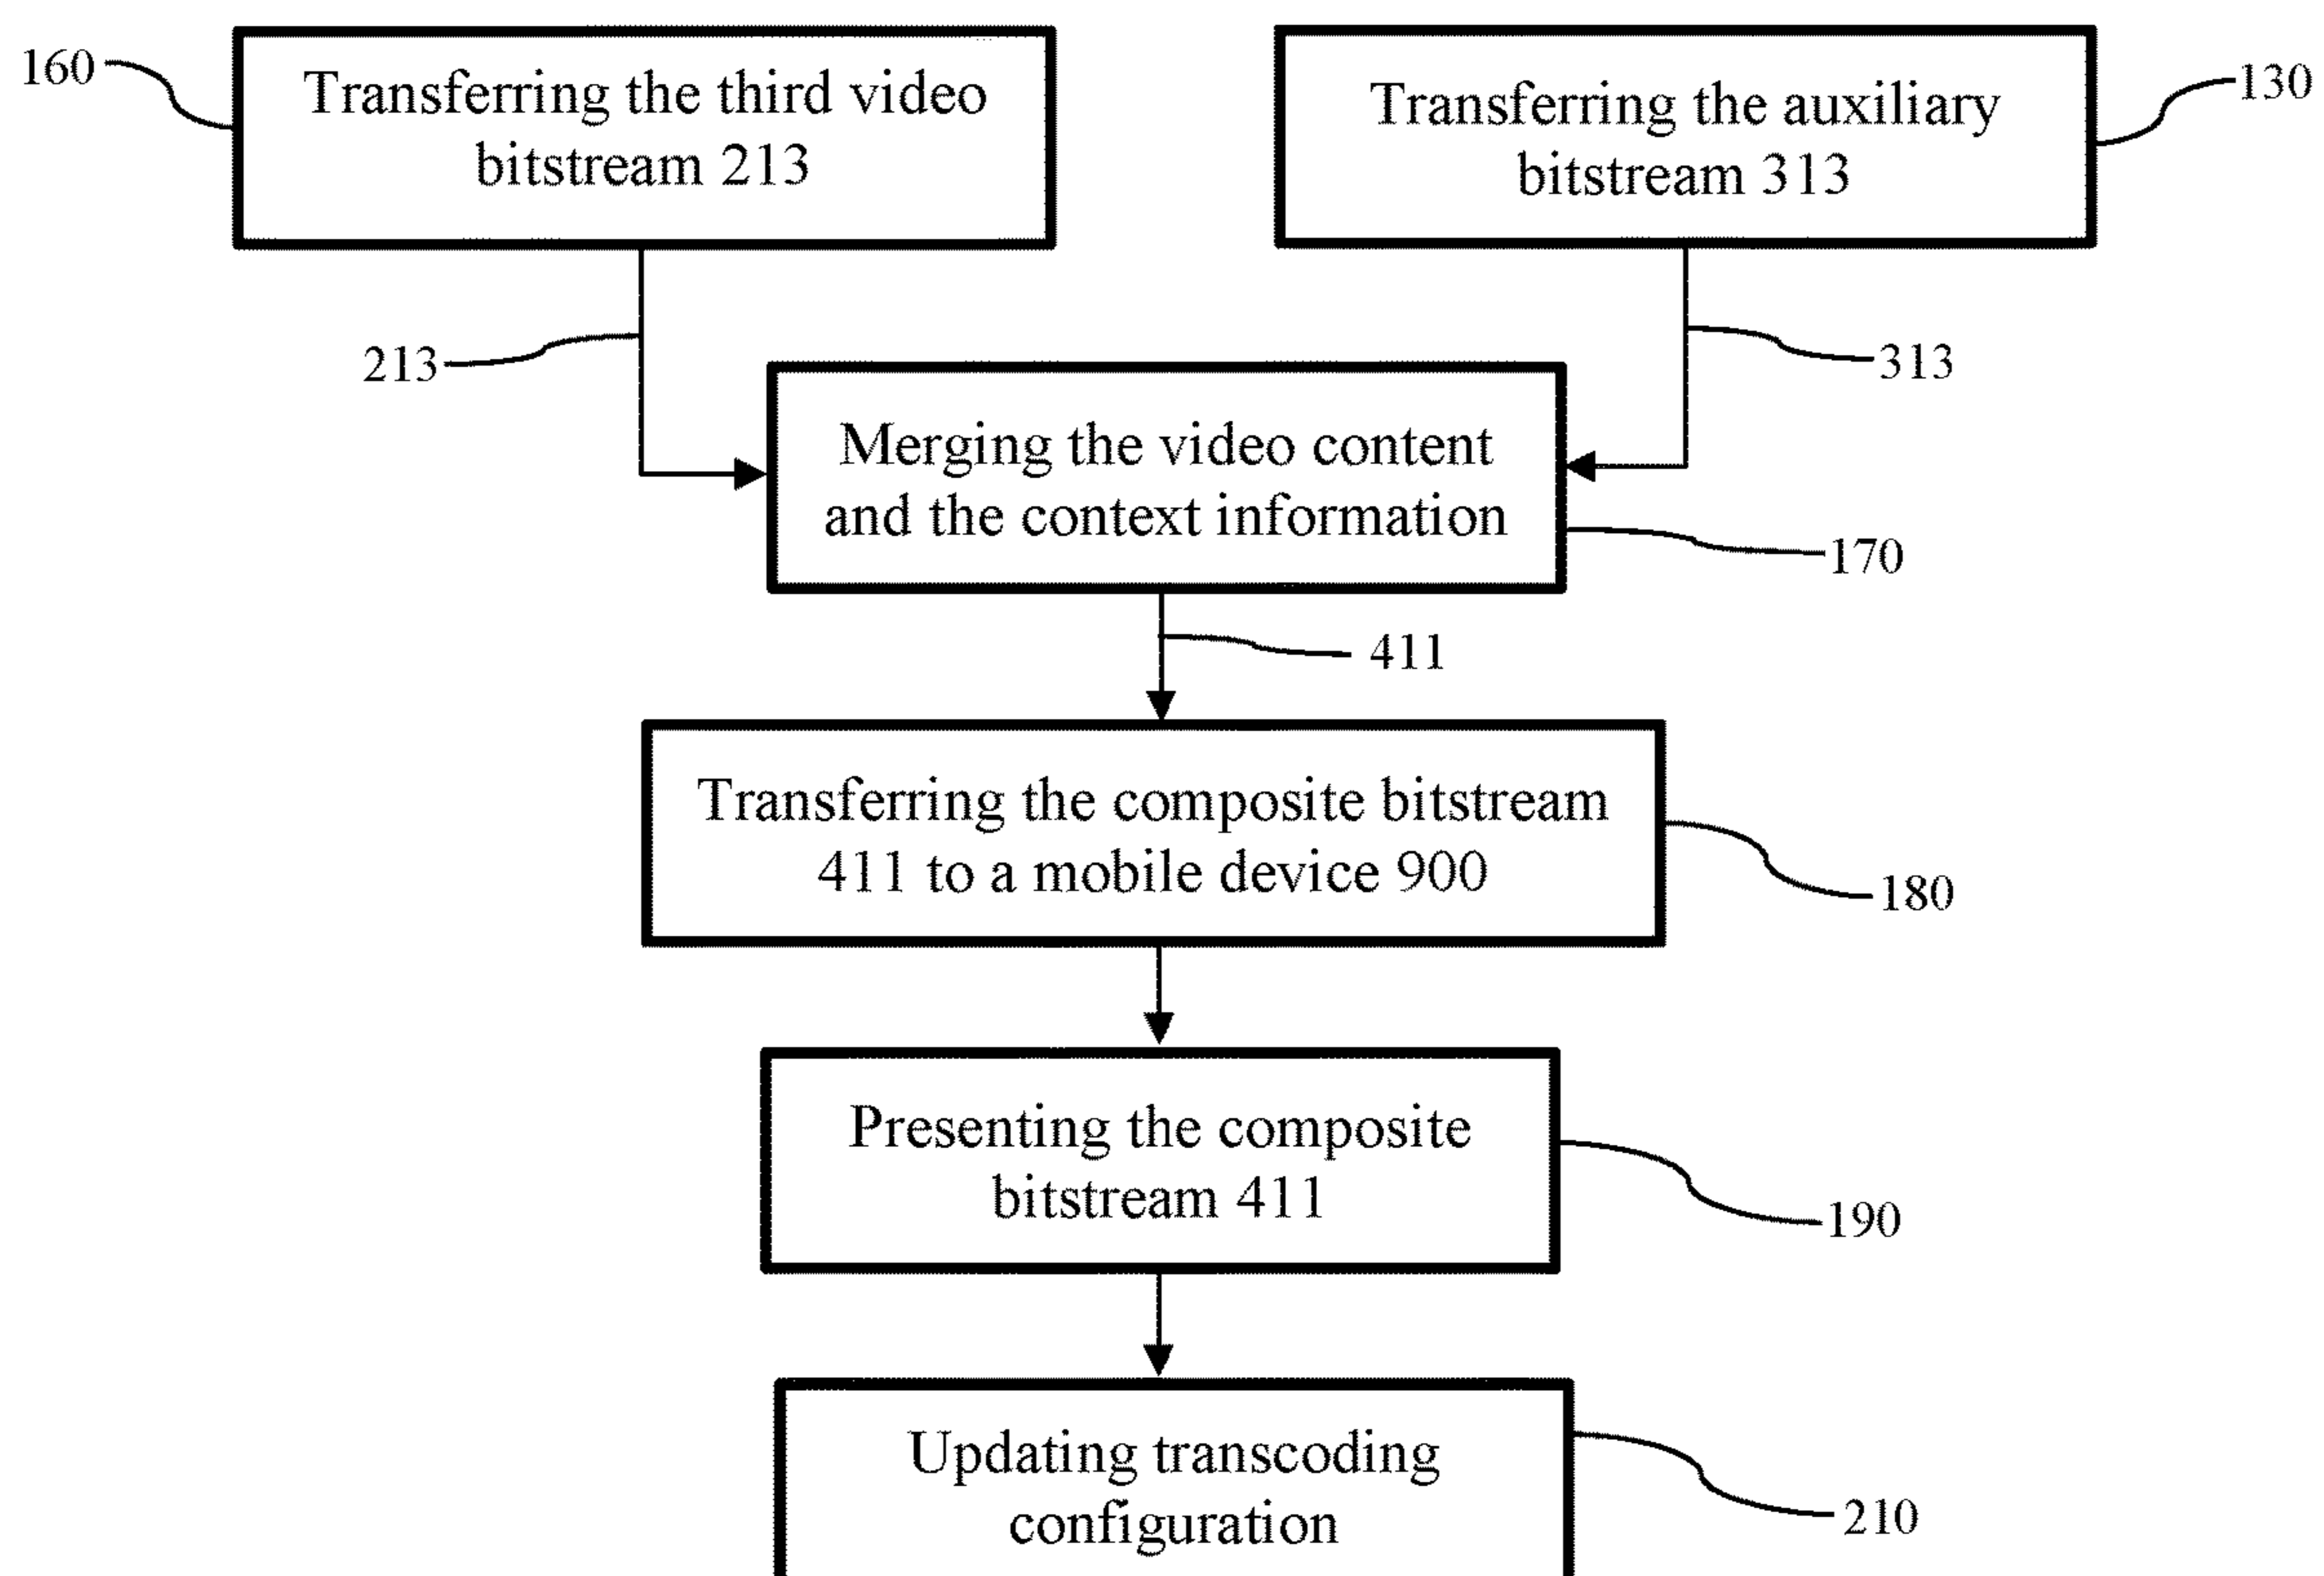 160
Transferring the third video
bitstream 213
Transferring the auxiliary
bitstream 313
130
213
313
Merging the video content
and the context information
170
411
Transferring the composite bitstream
411 to a mobile device 900
180
Presenting the composite
bitstream 411
190
Updating transcoding
configuration
210